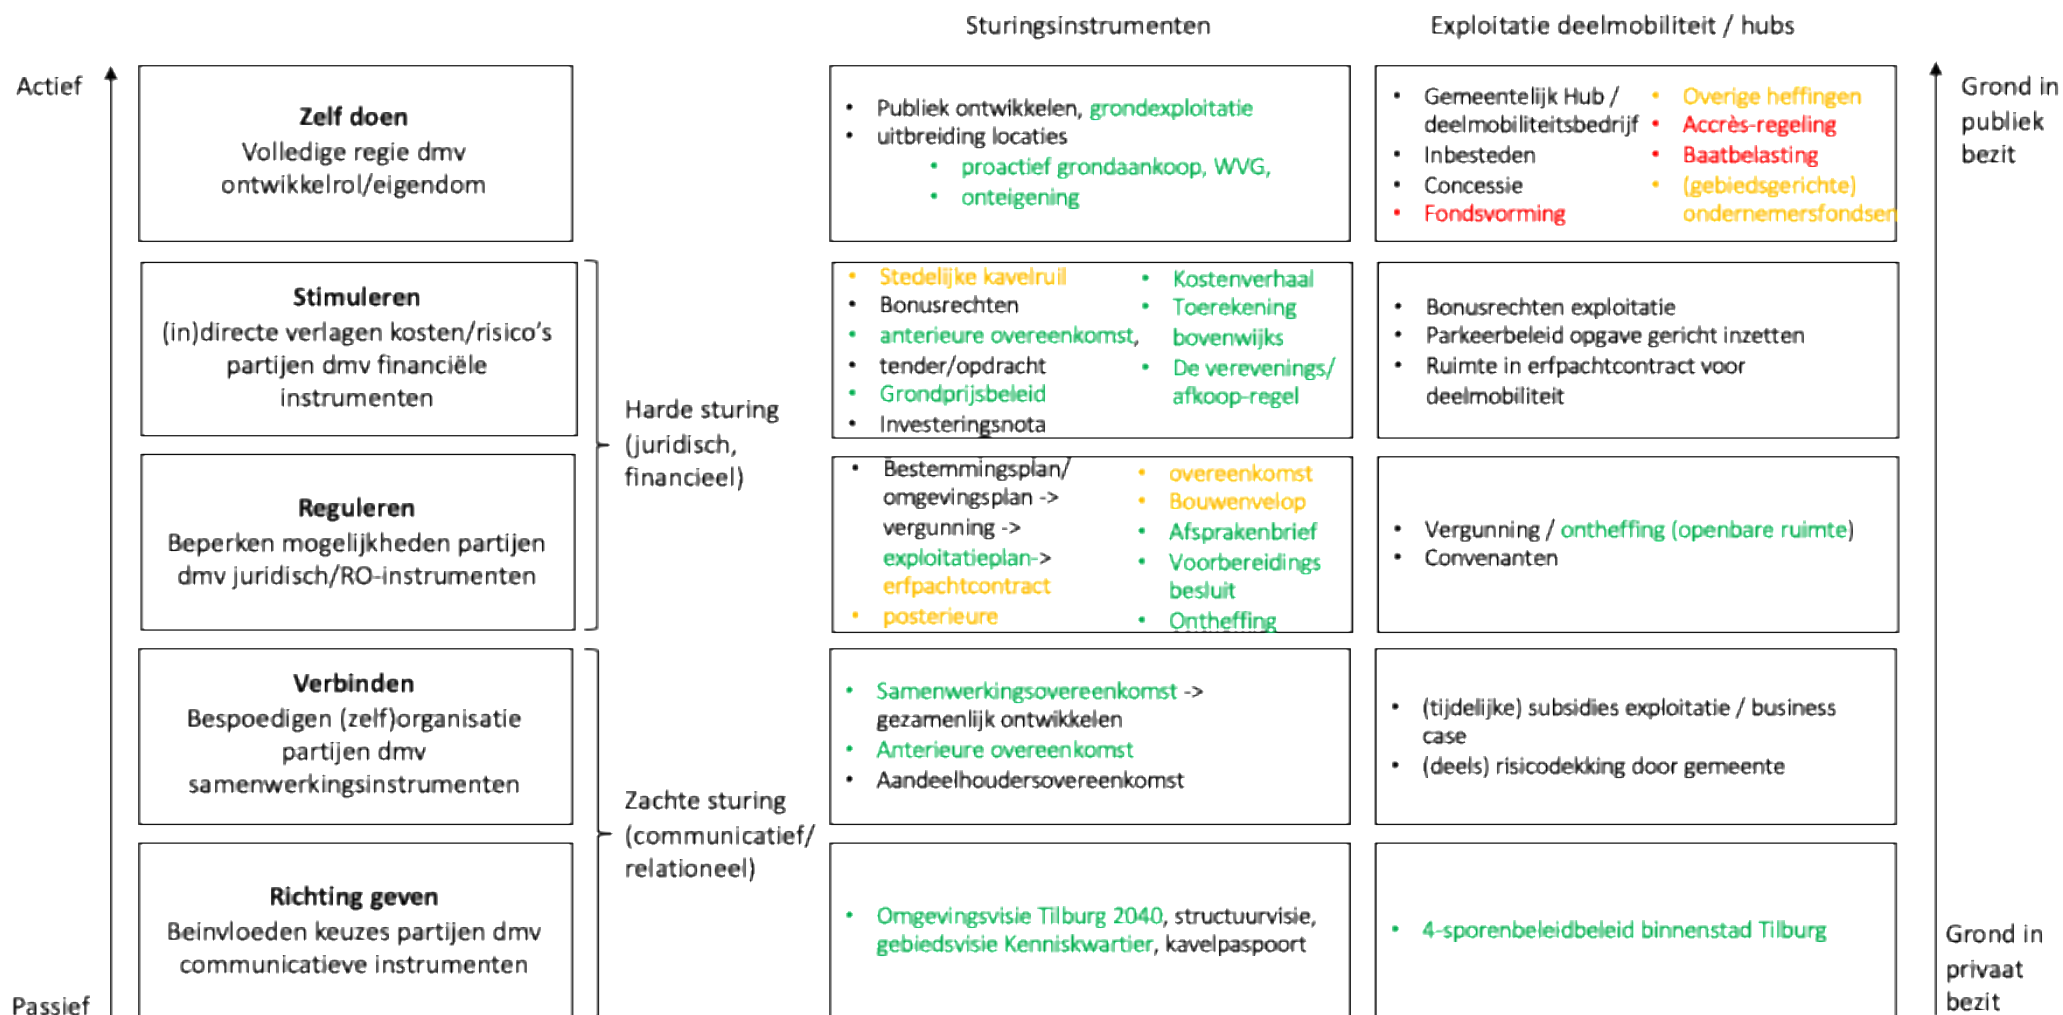 Sturingsinstrumenten
Exploitatie deelmobiliteit / hubs
Actief
Zelf doen
Volledige regie dmv
ontwikkelrol/eigendom
• Publiek ontwikkelen, grondexploitatie
• uitbreiding locaties
• proactief grondaankoop, WVG,
• onteigening
• Gemeentelijk Hub /
deelmobiliteitsbedrijf
• Inbesteden
• Concessie
• Fondsvorming
• Overige heffingen
• Accrès-regeling
• Baatbelasting
• (gebiedsgerichte)
ondernemersfondsen
Grond in
publiek
bezit
Stimuleren
(in)directe verlagen kosten/risico's
partijen dmv financiële
instrumenten
• Stedelijke kavelruil
• Bonusrechten
• anterieure overeenkomst,
• tender/opdracht
• Grondprijsbeleid
• Investeringsnota
• Kostenverhaal
• Toerekening
bovenwijks
• De verevenings/
afkoop-regel
• Bonusrechten exploitatie
• Parkeerbeleid opgave gericht inzetten
• Ruimte in erfpachtcontract voor
deelmobiliteit
Harde sturing
(juridisch,
financieel)
Reguleren
Beperken mogelijkheden partijen
dmv juridisch/RO-instrumenten
• Bestemmingsplan/
omgevingsplan ->
vergunning ->
exploitatieplan->
erfpachtcontract
• posterieure
• overeenkomst
• Bouwenvelop
• Afsprakenbrief
• Voorbereidings
besluit
• Ontheffing
• Vergunning / ontheffing (openbare ruimte)
• Convenanten
Verbinden
Bespoedigen (zelf)organisatie
partijen dmv
samenwerkingsinstrumenten
• Samenwerkingsovereenkomst ->
gezamenlijk ontwikkelen
• Anterieure overeenkomst
• Aandeelhoudersovereenkomst
• (tijdelijke) subsidies exploitatie / business
case
• (deels) risicodekking door gemeente
Zachte sturing
(communicatief/
relationeel)
Richting geven
Beinvloeden keuzes partijen dmv
communicatieve instrumenten
• Omgevingsvisie Tilburg 2040, structuurvisie,
gebiedsvisie Kenniskwartier, kavelpaspoort
• 4-sporenbeleidbeleid binnenstad Tilburg
Grond in
privaat
bezit
Passief